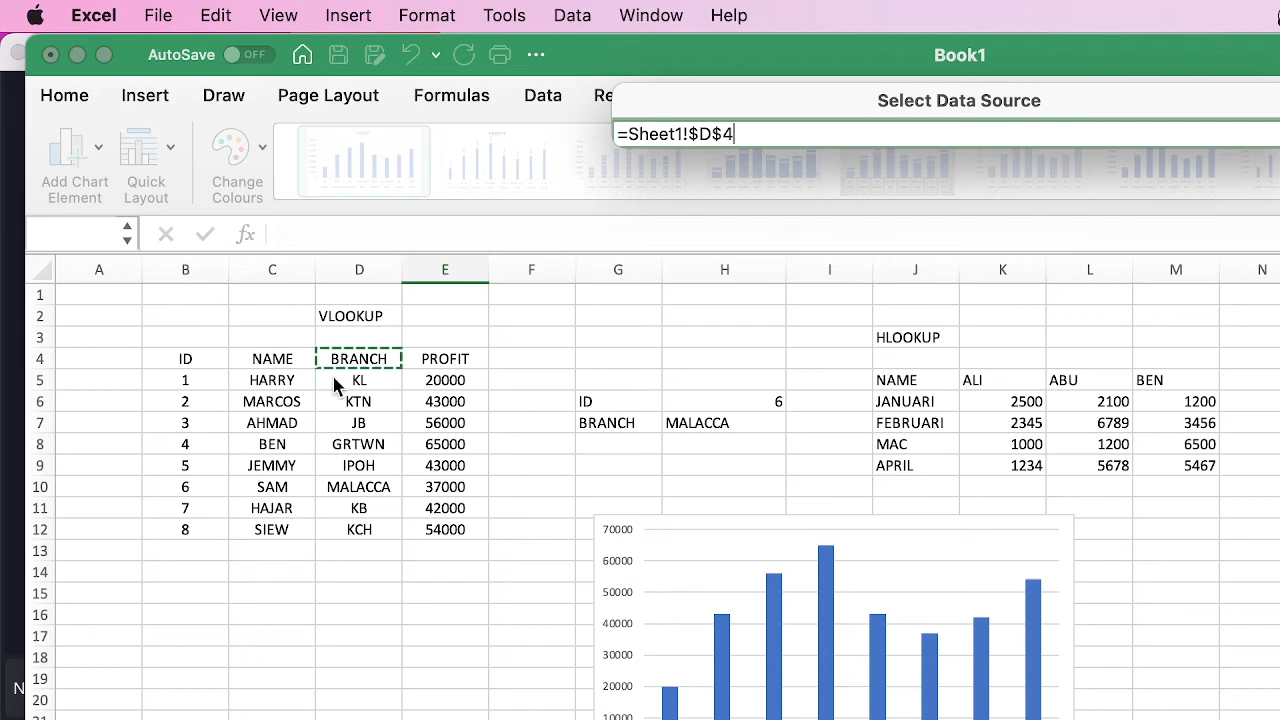 Excel File Edit View Insert Format Tools Data Window Help
AutoSave OFF Book1
Home Insert Draw Page Layout Formulas Data Re
Select Data Source
=Sheet1!$D$4
Add Chart Element
Quick Layout
Change Colours
fx
A B C D E F G H I J K L M N
1
2 VLOOKUP
3 HLOOKUP
4 ID NAME BRANCH PROFIT
5 1 HARRY KL 20000 NAME ALI ABU BEN
6 2 MARCOS KTN 43000 ID 6 JANUARI 2500 2100 1200
7 3 AHMAD JB 56000 BRANCH MALACCA FEBRUARI 2345 6789 3456
8 4 BEN GRTWN 65000 MAC 1000 1200 6500
9 5 JEMMY IPOH 43000 APRIL 1234 5678 5467
10 6 SAM MALACCA 37000
11 7 HAJAR KB 42000
12 8 SIEW KCH 54000
13
14
15
16
17
18
19
20
70000
60000
50000
40000
30000
20000
10000
N